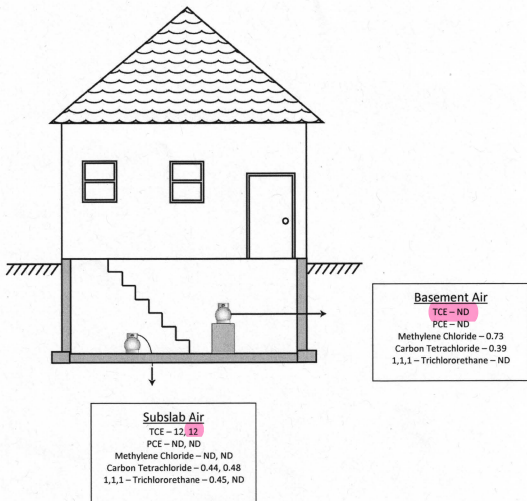 Basement Air
TCE – ND
PCE – ND
Methylene Chloride – 0.73
Carbon Tetrachloride – 0.39
1,1,1 – Trichlororethane – ND
Subslab Air
TCE – 12, 12
PCE – ND, ND
Methylene Chloride – ND, ND
Carbon Tetrachloride – 0.44, 0.48
1,1,1 – Trichlororethane – 0.45, ND